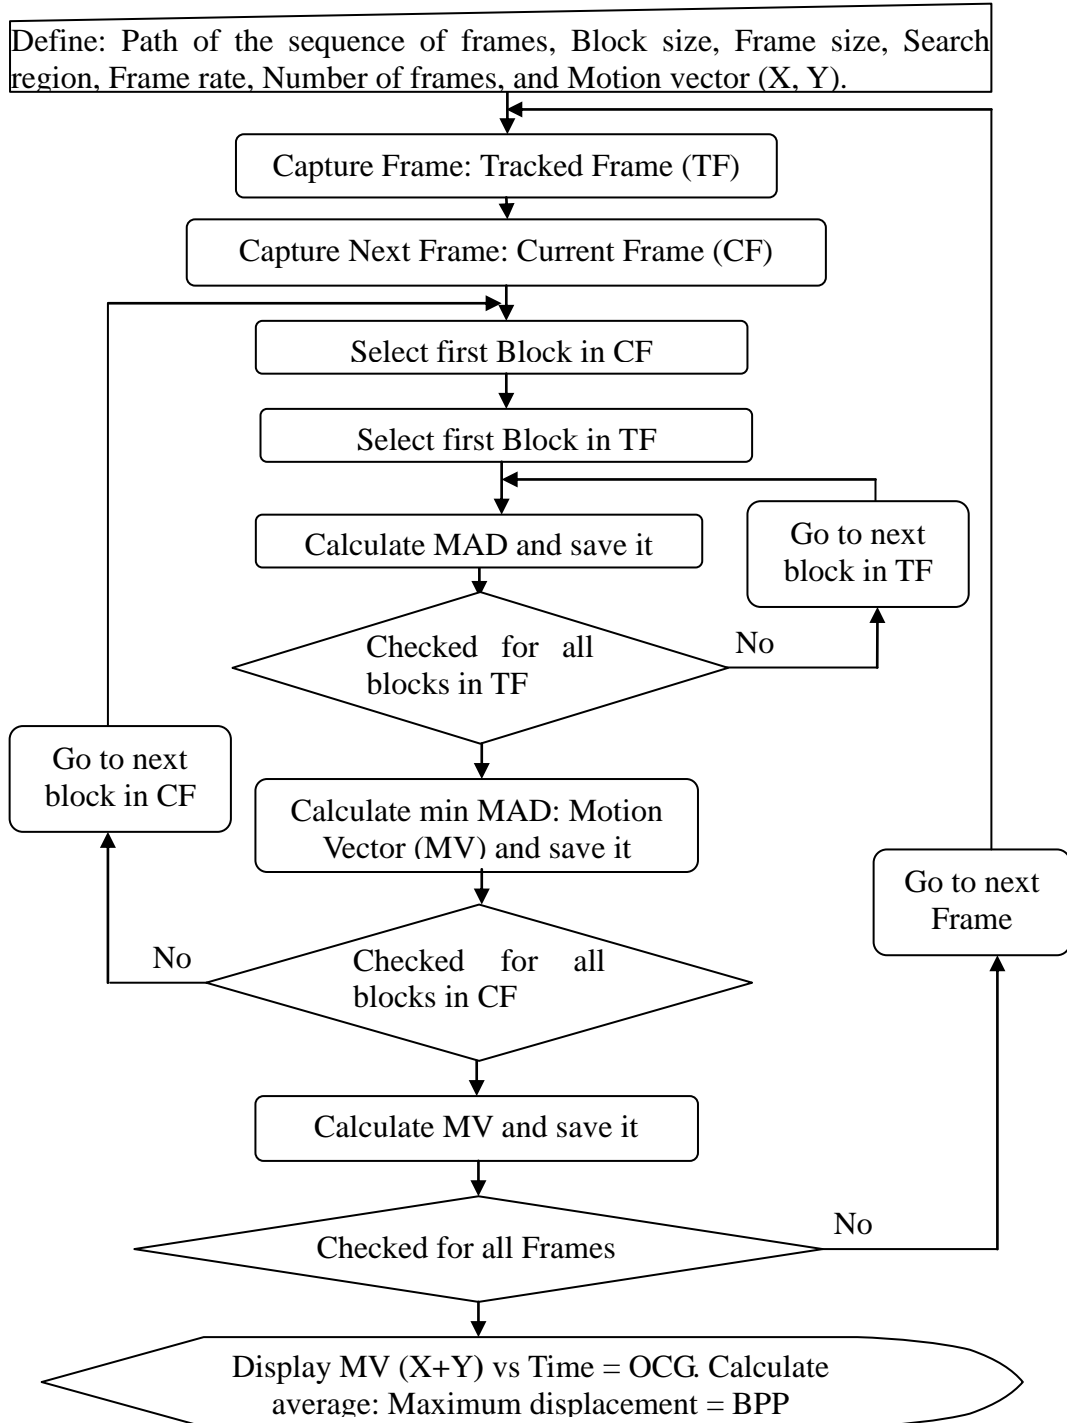 Define: Path of the sequence of frames, Block size, Frame size, Search
region, Frame rate, Number of frames, and Motion vector (X, Y).
Capture Frame: Tracked Frame (TF)
Capture Next Frame: Current Frame (CF)
Select first Block in CF
Select first Block in TF
Calculate MAD and save it
Go to next
block in TF
Checked for all
blocks in TF
No
Go to next
block in CF
Calculate min MAD: Motion
Vector (MV) and save it
Go to next
Frame
No
Checked for all
blocks in CF
Calculate MV and save it
Checked for all Frames
No
Display MV (X+Y) vs Time = OCG. Calculate
average: Maximum displacement = BPP